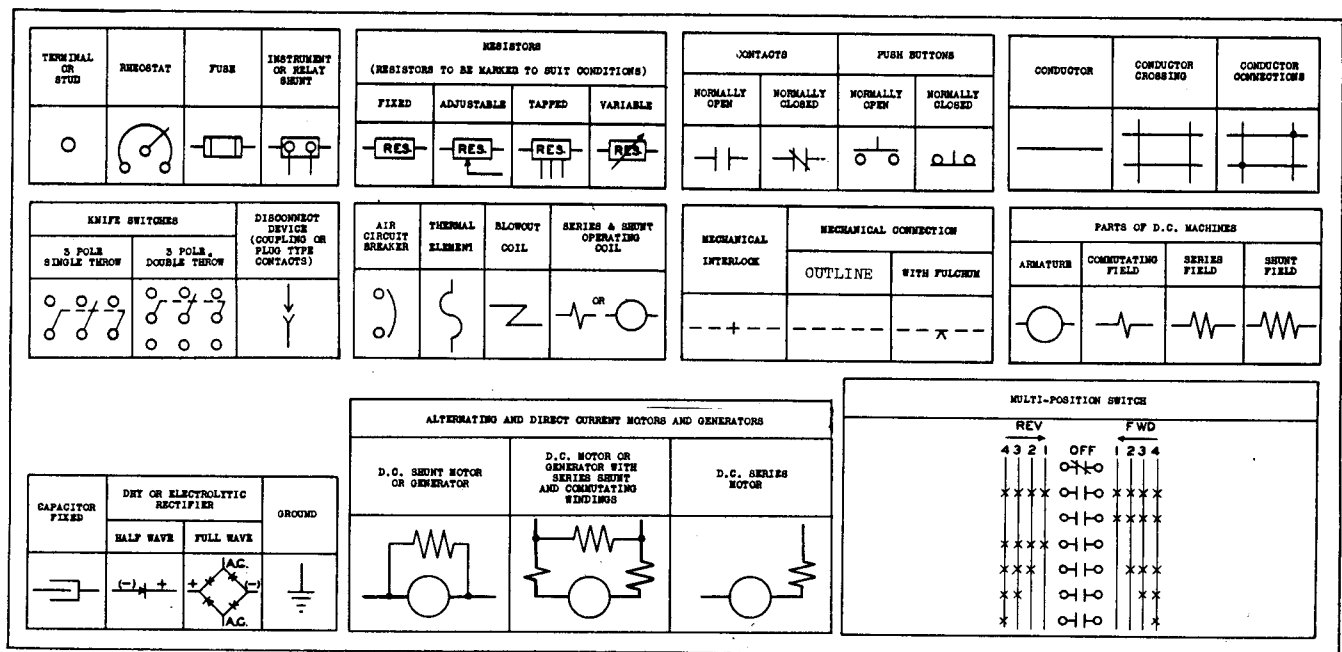 TERMINAL OR STUD
RHEOSTAT
FUSE
INSTRUMENT OR RELAY SHUNT
RESISTORS
(RESISTORS TO BE MARKED TO SUIT CONDITIONS)
FIXED
ADJUSTABLE
TAPPED
VARIABLE
RES.
RES.
RES.
RES.
CONTACTS
PUSH BUTTONS
NORMALLY OPEN
NORMALLY CLOSED
NORMALLY OPEN
NORMALLY CLOSED
CONDUCTOR
CONDUCTOR CROSSING
CONDUCTOR CONNECTIONS
KNIFE SWITCHES
3 POLE SINGLE THROW
3 POLE, DOUBLE THROW
DISCONNECT DEVICE (COUPLING OR PLUG TYPE CONTACTS)
AIR CIRCUIT BREAKER
THERMAL ELEMENT
BLOWOUT COIL
SERIES & SHUNT OPERATING COIL
OR
MECHANICAL INTERLOCK
MECHANICAL CONNECTION
OUTLINE
WITH FULCRUM
PARTS OF D.C. MACHINES
ARMATURE
COMMUTATING FIELD
SERIES FIELD
SHUNT FIELD
CAPACITOR FIXED
DRY OR ELECTROLYTIC RECTIFIER
HALF WAVE
FULL WAVE
GROUND
(-) +
A.C.
+ (-)
A.C.
ALTERNATING AND DIRECT CURRENT MOTORS AND GENERATORS
D.C. SHUNT MOTOR OR GENERATOR
D.C. MOTOR OR GENERATOR WITH SERIES SHUNT AND COMMUTATING WINDINGS
D.C. SERIES MOTOR
MULTI-POSITION SWITCH
REV FWD
4 3 2 1 OFF 1 2 3 4